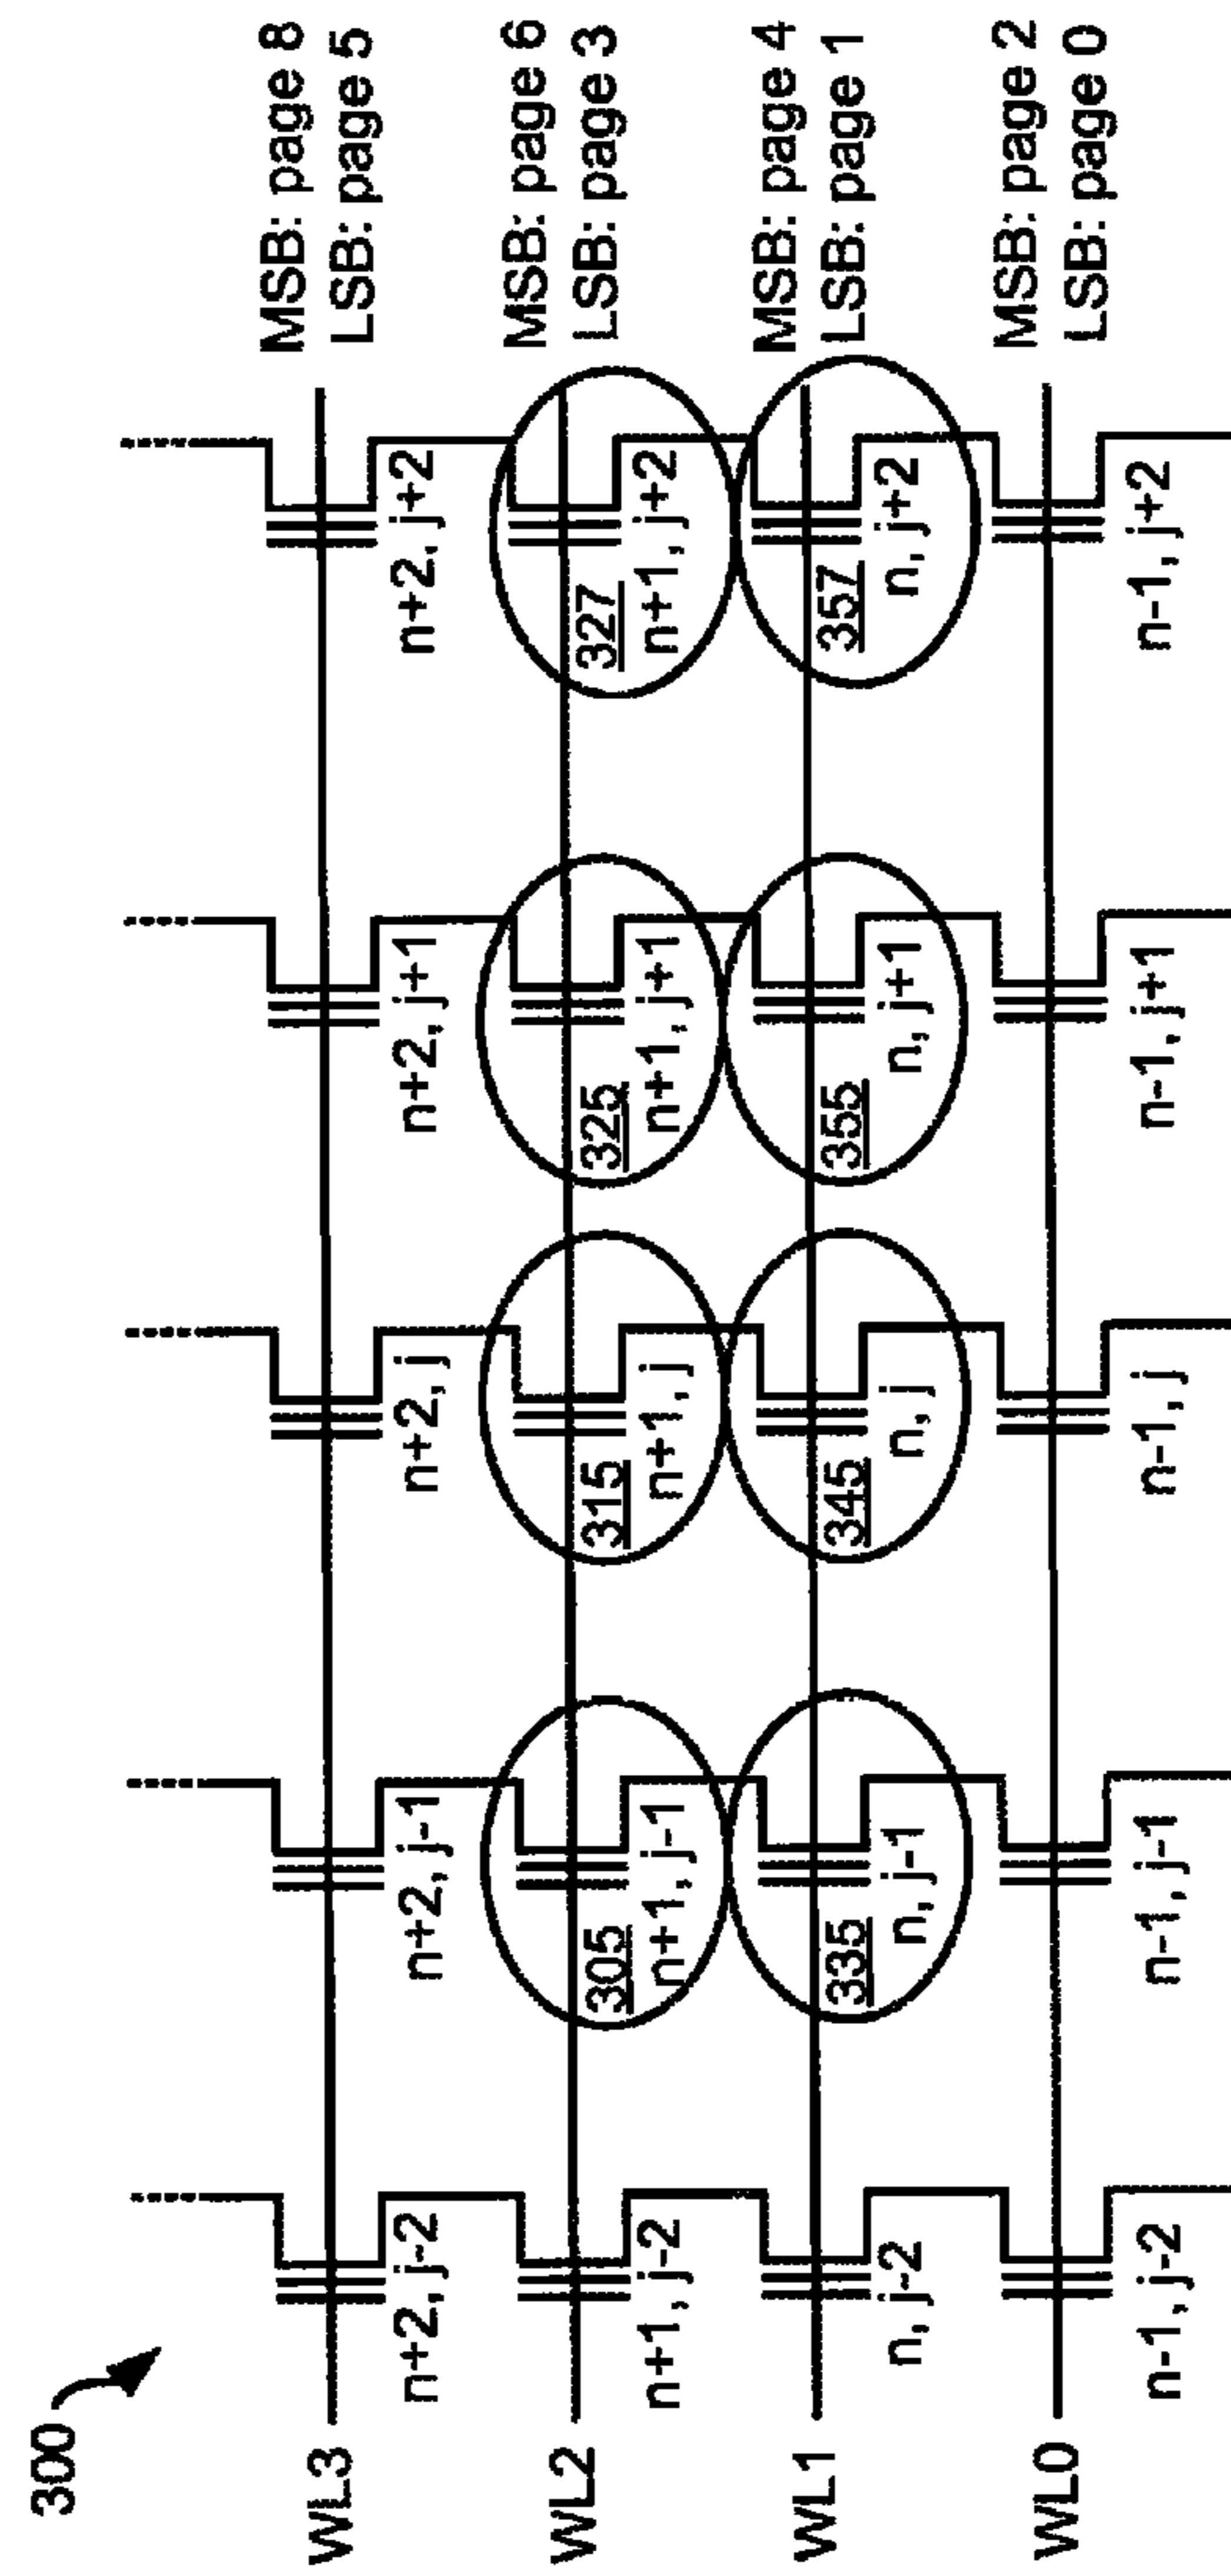 300
WL3
MSB: page 8
LSB: page 5
n+2, j-2
n+2, j-1
n+2, j
n+2, j+1
n+2, j+2
WL2
MSB: page 6
LSB: page 3
305
315
325
327
n+1, j-2
n+1, j-1
n+1, j
n+1, j+1
n+1, j+2
WL1
MSB: page 4
LSB: page 1
335
345
355
357
n, j-2
n, j-1
n, j
n, j+1
n, j+2
WL0
MSB: page 2
LSB: page 0
n-1, j-2
n-1, j-1
n-1, j
n-1, j+1
n-1, j+2